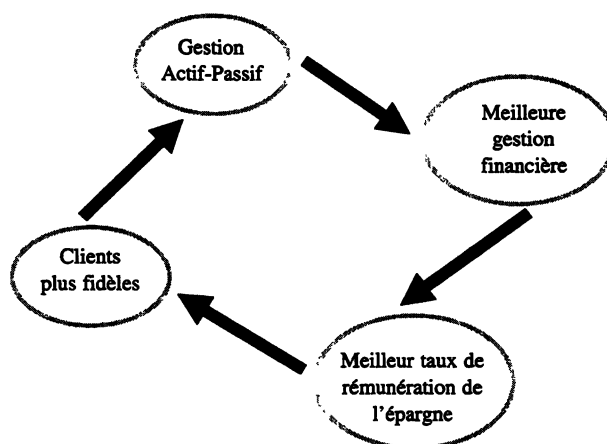 Gestion
Actif-Passif
Meilleure
gestion
financière
Meilleur taux de
rémunération de
l'épargne
Clients
plus fidèles